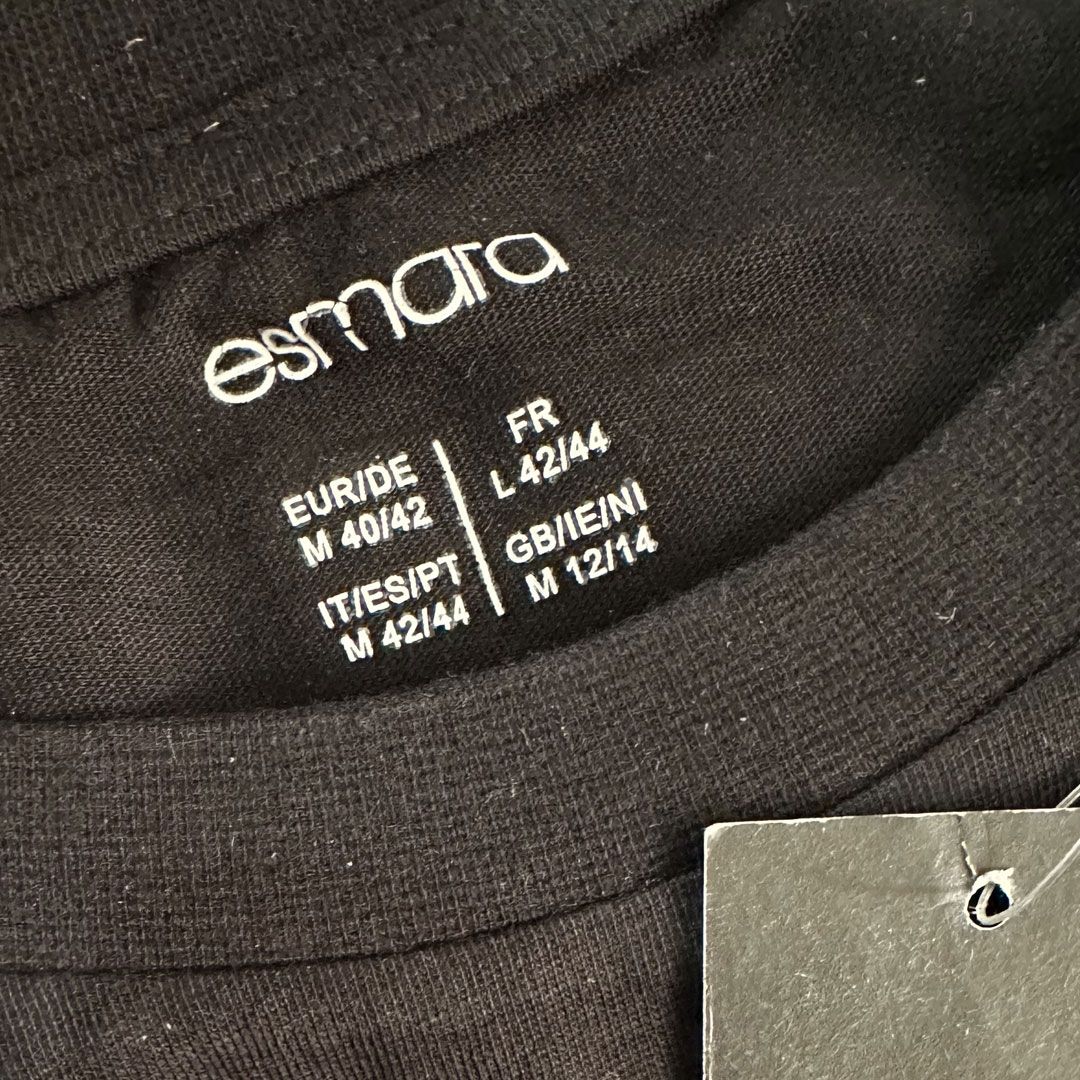 esmara
EUR/DE
M 40/42
IT/ES/PT
M 42/44
FR
L 42/44
GB/IE/NI
M 12/14